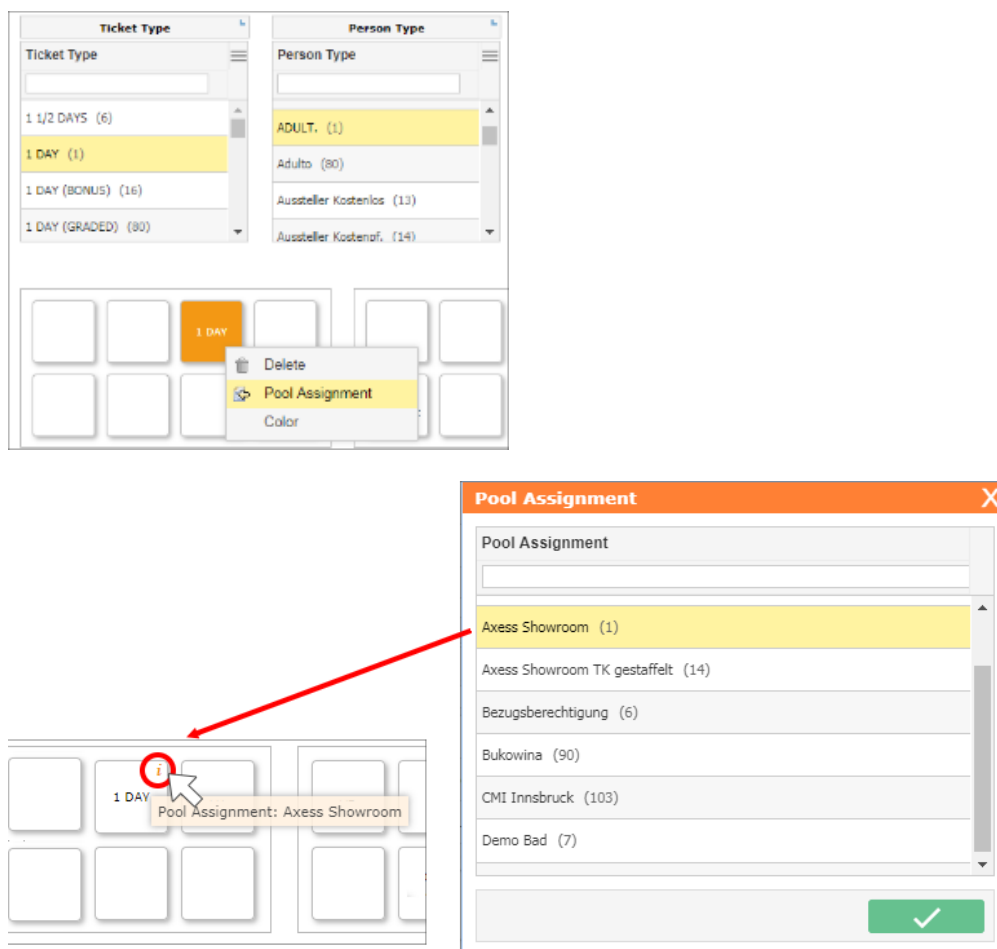 Ticket Type
Person Type
Ticket Type
Person Type
1 1/2 DAYS (6)
1 DAY (1)
1 DAY (BONUS) (16)
1 DAY (GRADED) (80)
ADULT. (1)
Adulto (80)
Aussteller Kostenlos (13)
Aussteller Kostenpf. (14)
1 DAY
Delete
Pool Assignment
Color
Pool Assignment
X
Pool Assignment
Axess Showroom (1)
Axess Showroom TK gestaffelt (14)
Bezugsberechtigung (6)
Bukowina (90)
CMI Innsbruck (103)
Demo Bad (7)
i
1 DAY
Pool Assignment: Axess Showroom